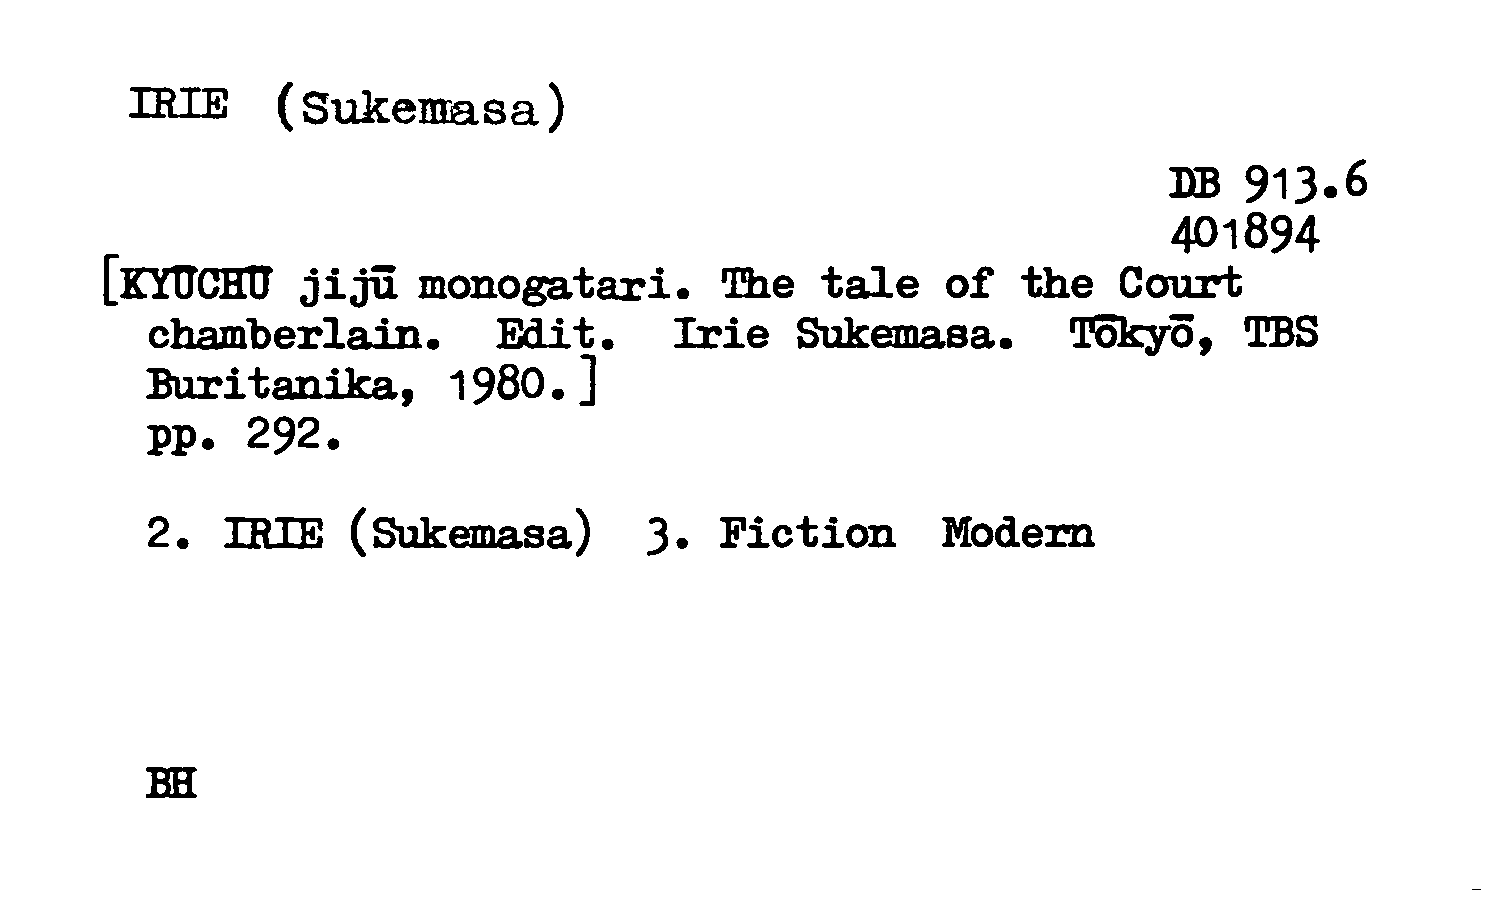 IRIE (Sukemasa)
DB 913.6
401894
[KYŪCHŪ jijū monogatari. The tale of the Court
chamberlain. Edit. Irie Sukemasa. Tōkyō, TBS
Buritanika, 1980.]
pp. 292.
2. IRIE (Sukemasa) 3. Fiction Modern
BH